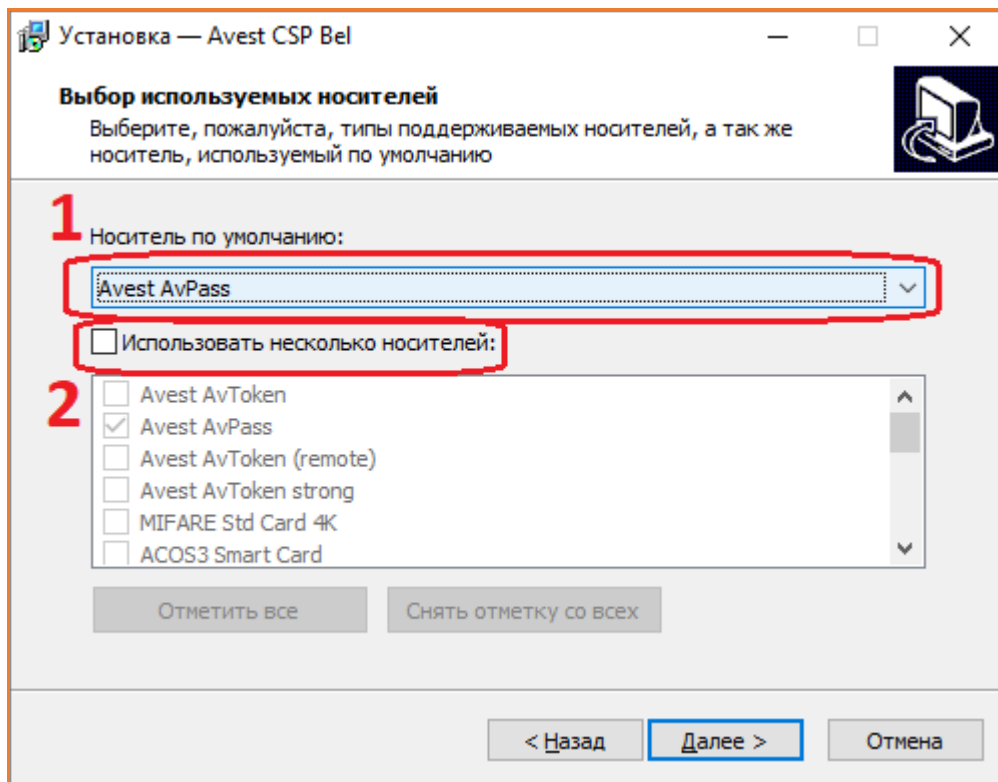 Установка — Avest CSP Bel
Выбор используемых носителей
Выберите, пожалуйста, типы поддерживаемых носителей, а так же
носитель, используемый по умолчанию
1
Носитель по умолчанию:
Avest AvPass
Использовать несколько носителей:
2
Avest AvToken
Avest AvPass
Avest AvToken (remote)
Avest AvToken strong
MIFARE Std Card 4K
ACOS3 Smart Card
Отметить все
Снять отметку со всех
< Назад
Далее >
Отмена